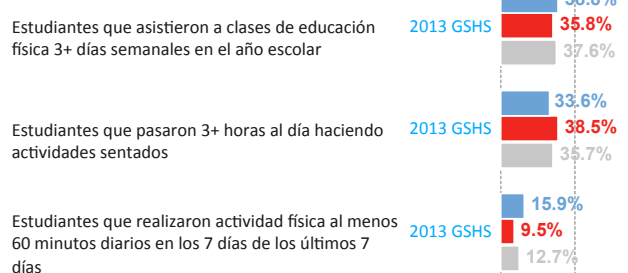 Estudiantes que asistieron a clases de educación
física 3+ días semanales en el año escolar
2013 GSHS
35.8%
37.6%
Estudiantes que pasaron 3+ horas al día haciendo
actividades sentados
2013 GSHS
33.6%
38.5%
35.7%
Estudiantes que realizaron actividad física al menos
60 minutos diarios en los 7 días de los últimos 7
días
2013 GSHS
15.9%
9.5%
12.7%